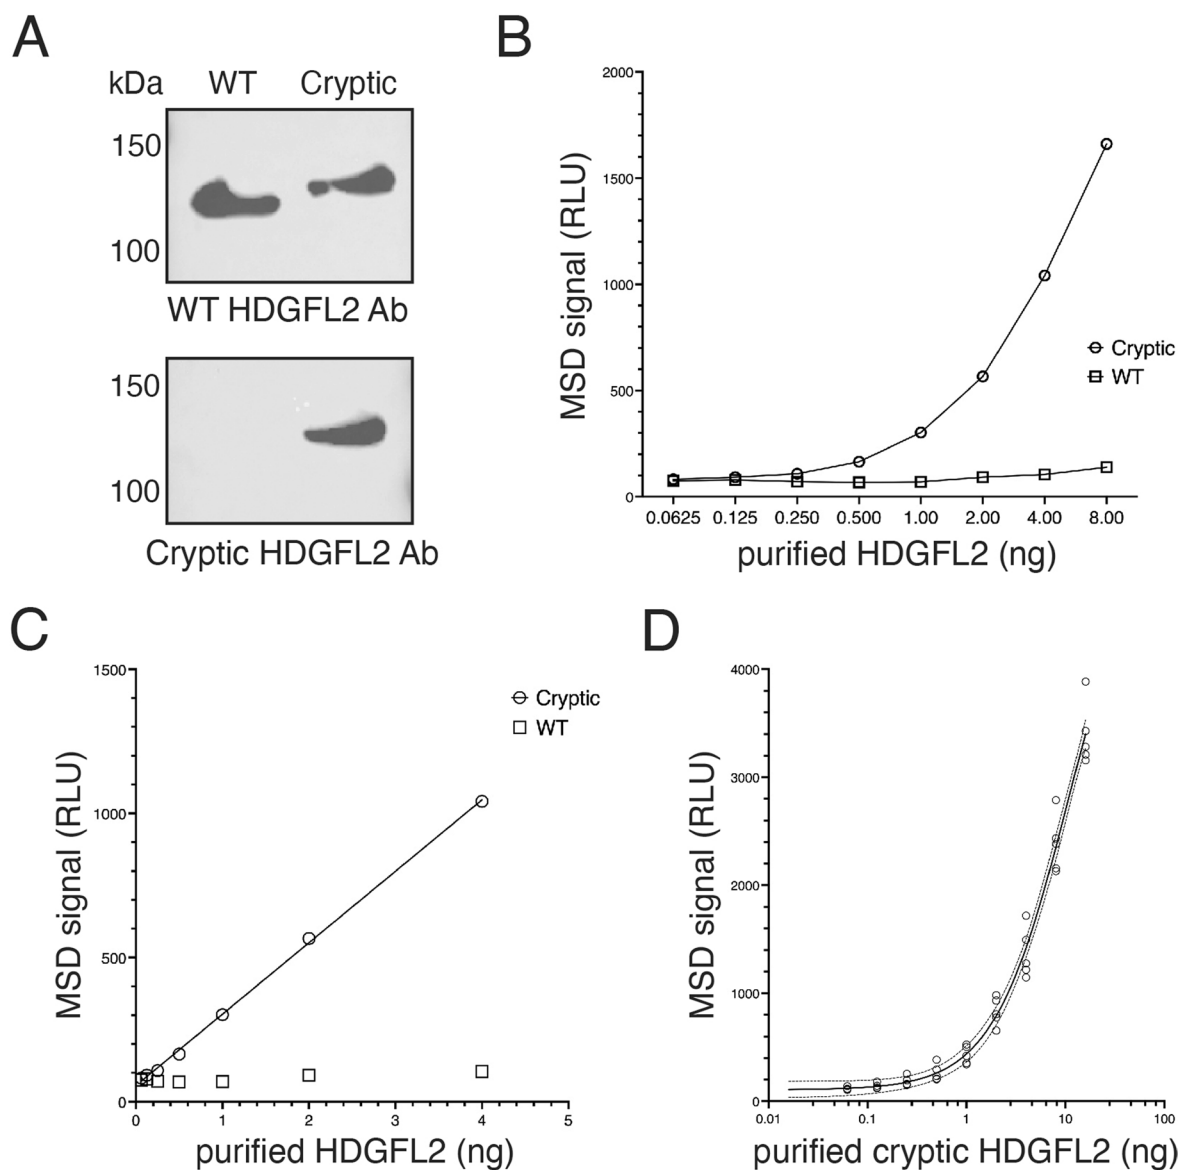 A
kDa WT Cryptic
150
100
WT HDGFL2 Ab
150
100
Cryptic HDGFL2 Ab
B
2000
1500
1000
500
0
MSD signal (RLU)
Cryptic
WT
0.0625 0.125 0.250 0.500 1.00 2.00 4.00 8.00
purified HDGFL2 (ng)
C
1500
1000
500
0
MSD signal (RLU)
Cryptic
WT
0 1 2 3 4 5
purified HDGFL2 (ng)
D
4000
3000
2000
1000
0
MSD signal (RLU)
0.01 0.1 1 10 100
purified cryptic HDGFL2 (ng)